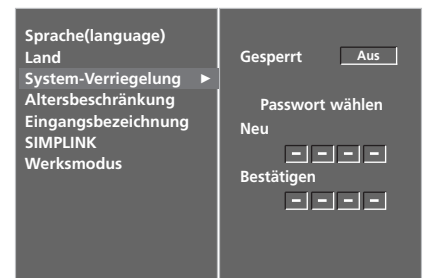 Sprache(language)
Land
System-Verriegelung ►
Altersbeschränkung
Eingangsbezeichnung
SIMPLINK
Werksmodus
Gesperrt Aus
Passwort wählen
Neu
– – – –
Bestätigen
– – – –